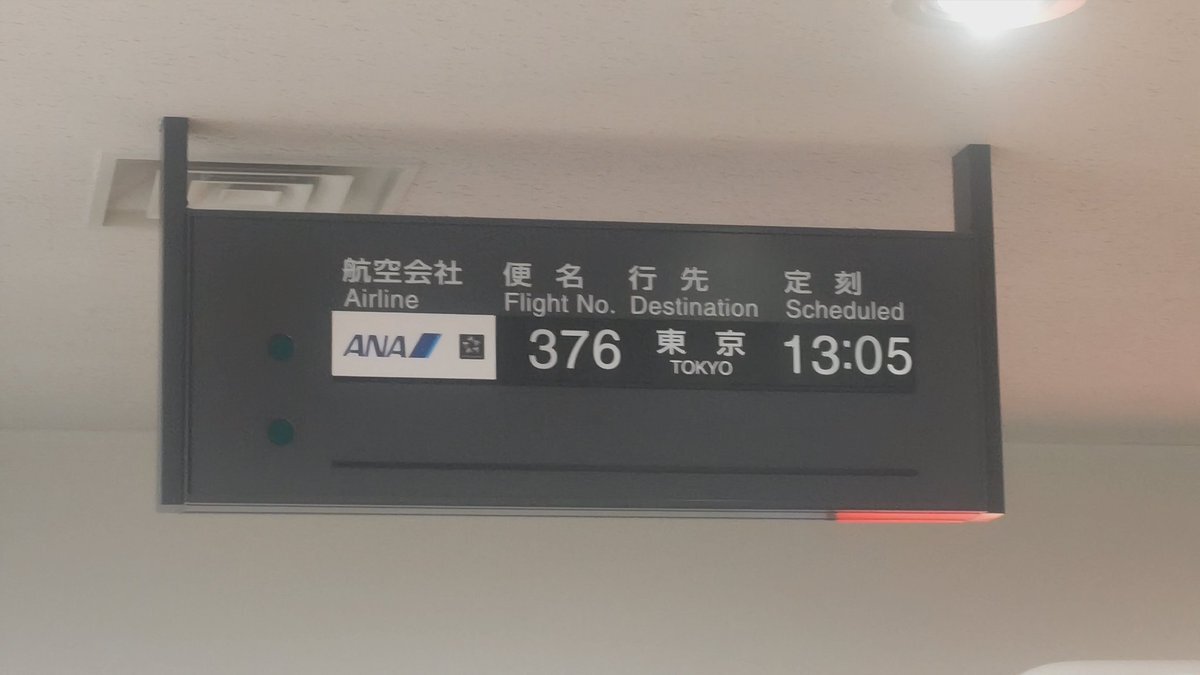 航空会社 便名 行先 定刻
Airline Flight No. Destination Scheduled
ANA 376 東京 13:05
TOKYO